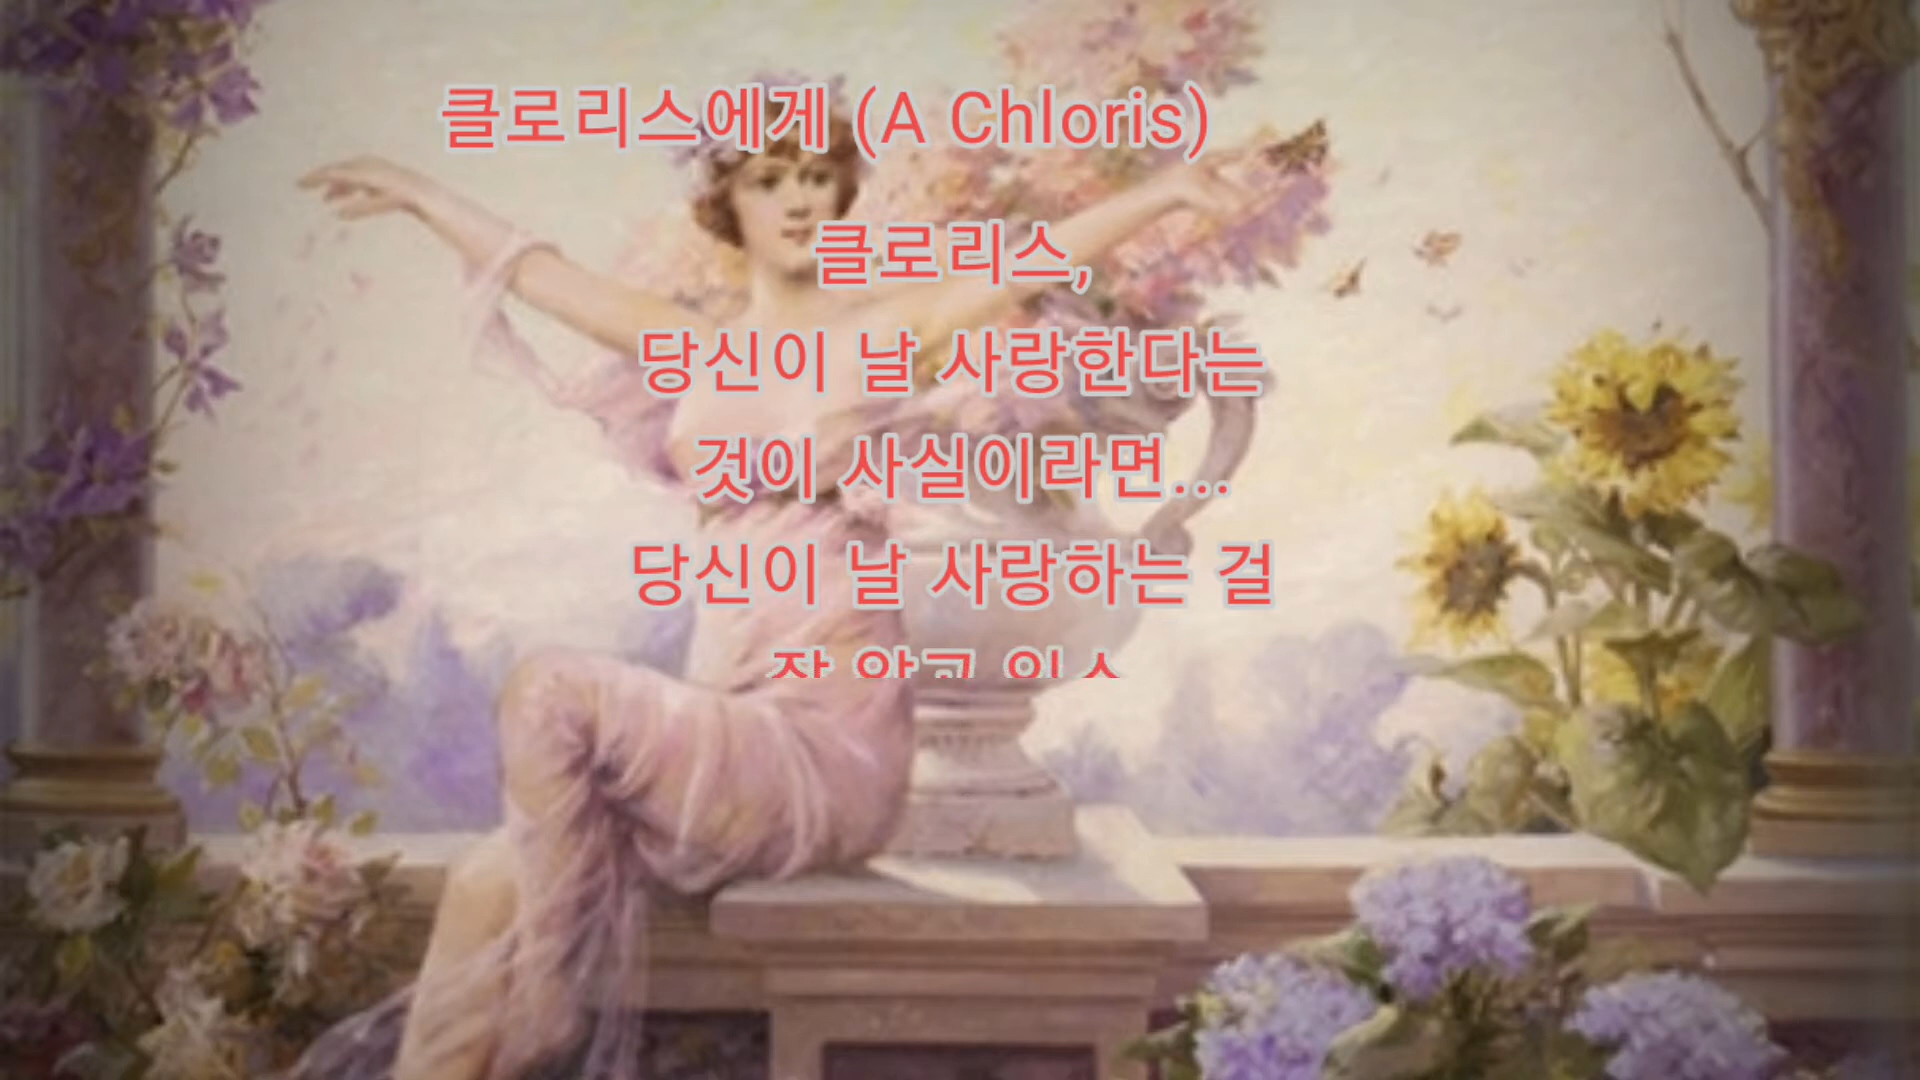 클로리스에게 (A Chloris)
클로리스,
당신이 날 사랑한다는
것이 사실이라면...
당신이 날 사랑하는 걸